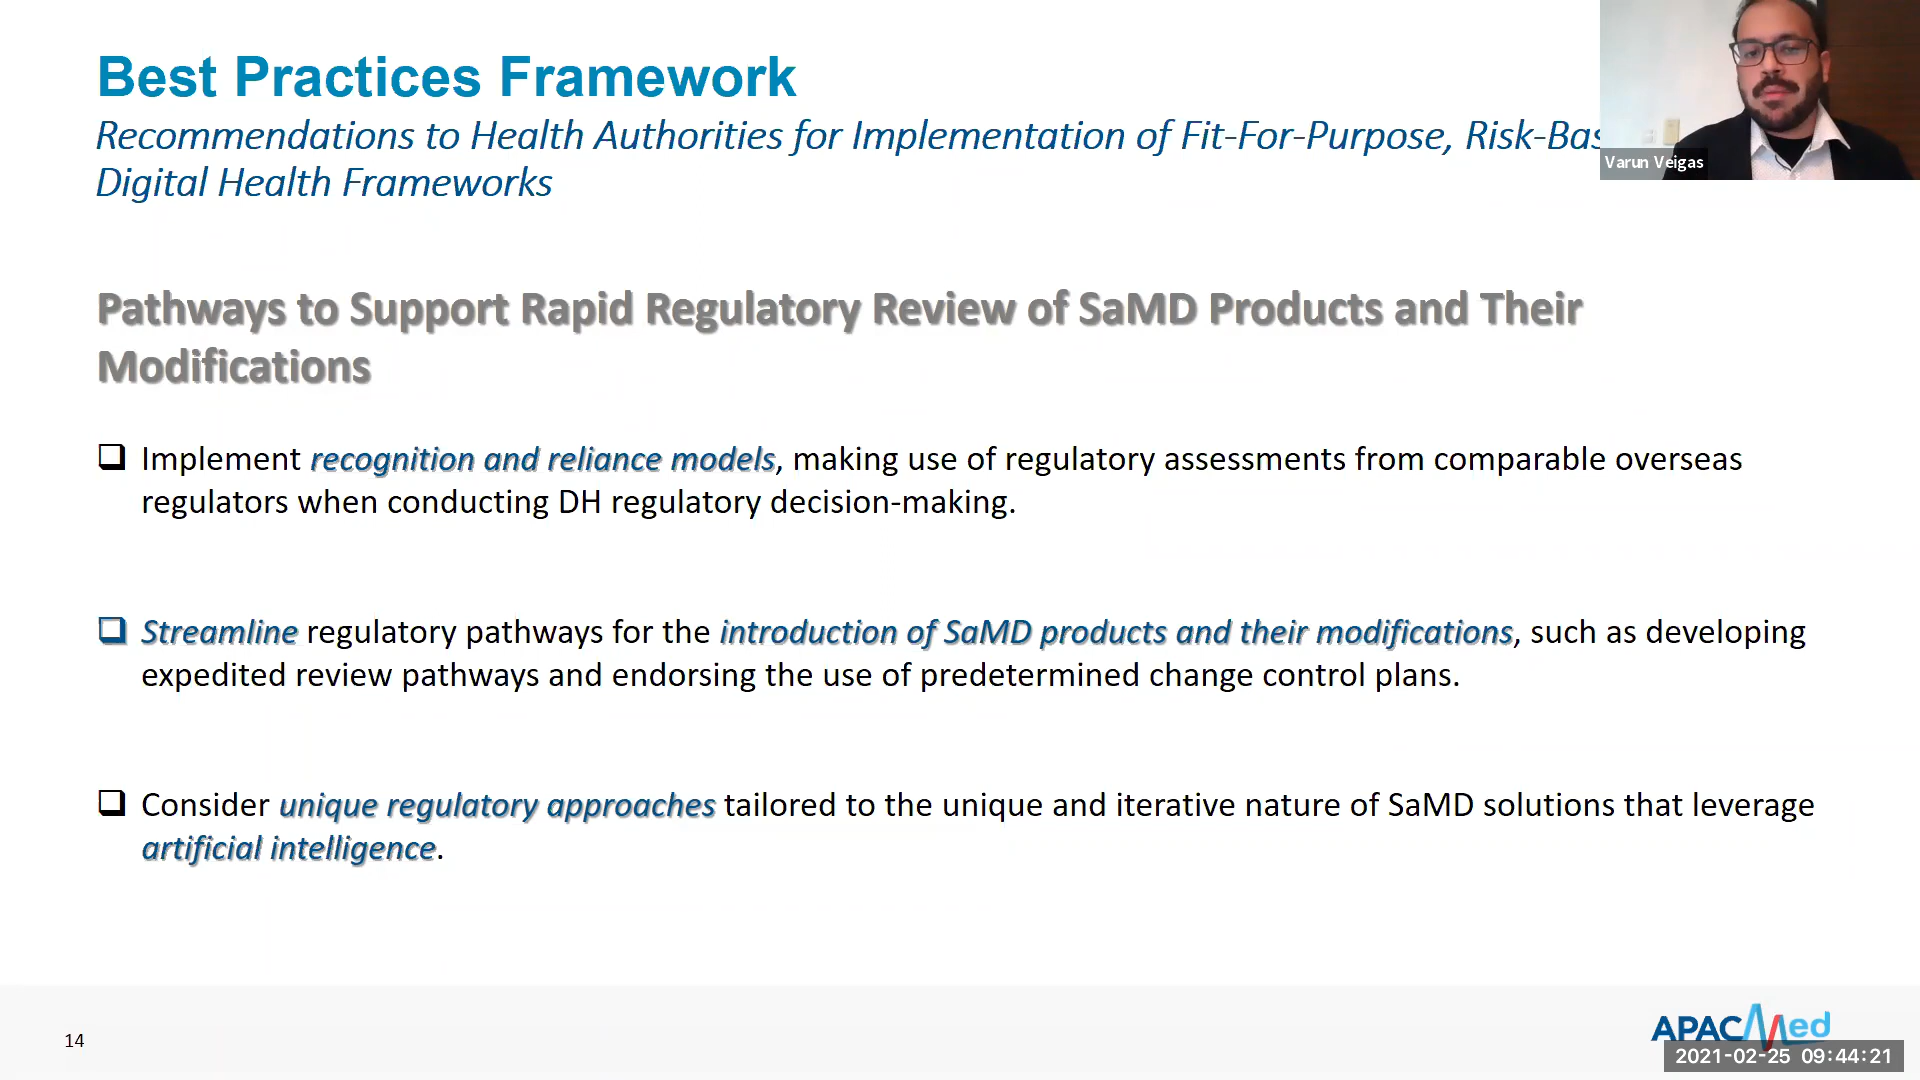 Best Practices Framework
Recommendations to Health Authorities for Implementation of Fit-For-Purpose, Risk-Bas
Digital Health Frameworks
Varun Veigas
Pathways to Support Rapid Regulatory Review of SaMD Products and Their
Modifications
Implement recognition and reliance models, making use of regulatory assessments from comparable overseas
regulators when conducting DH regulatory decision-making.
Streamline regulatory pathways for the introduction of SaMD products and their modifications, such as developing
expedited review pathways and endorsing the use of predetermined change control plans.
Consider unique regulatory approaches tailored to the unique and iterative nature of SaMD solutions that leverage
artificial intelligence.
14
APACMed
2021-02-25 09:44:21